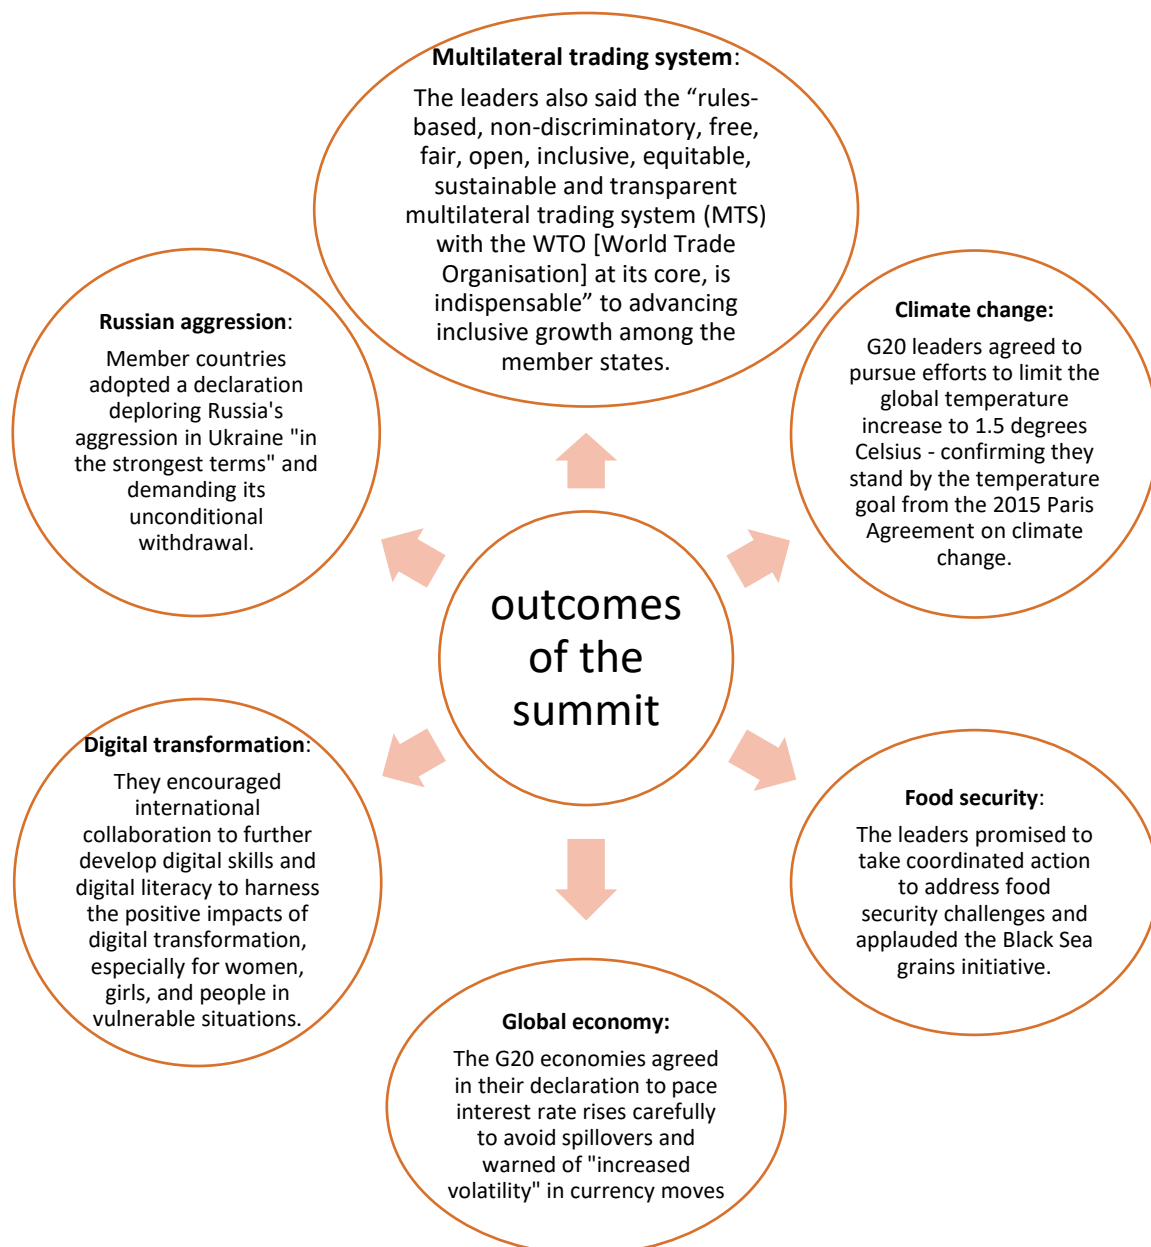 Multilateral trading system:
The leaders also said the “rules-
based, non-discriminatory, free,
fair, open, inclusive, equitable,
sustainable and transparent
multilateral trading system (MTS)
with the WTO [World Trade
Organisation] at its core, is
indispensable” to advancing
inclusive growth among the
member states.
Climate change:
G20 leaders agreed to
pursue efforts to limit the
global temperature
increase to 1.5 degrees
Celsius - confirming they
stand by the temperature
goal from the 2015 Paris
Agreement on climate
change.
Food security:
The leaders promised to
take coordinated action
to address food
security challenges and
applauded the Black Sea
grains initiative.
Global economy:
The G20 economies agreed
in their declaration to pace
interest rate rises carefully
to avoid spillovers and
warned of "increased
volatility" in currency moves
Digital transformation:
They encouraged
international
collaboration to further
develop digital skills and
digital literacy to harness
the positive impacts of
digital transformation,
especially for women,
girls, and people in
vulnerable situations.
Russian aggression:
Member countries
adopted a declaration
deploring Russia's
aggression in Ukraine "in
the strongest terms" and
demanding its
unconditional
withdrawal.
outcomes
of the
summit